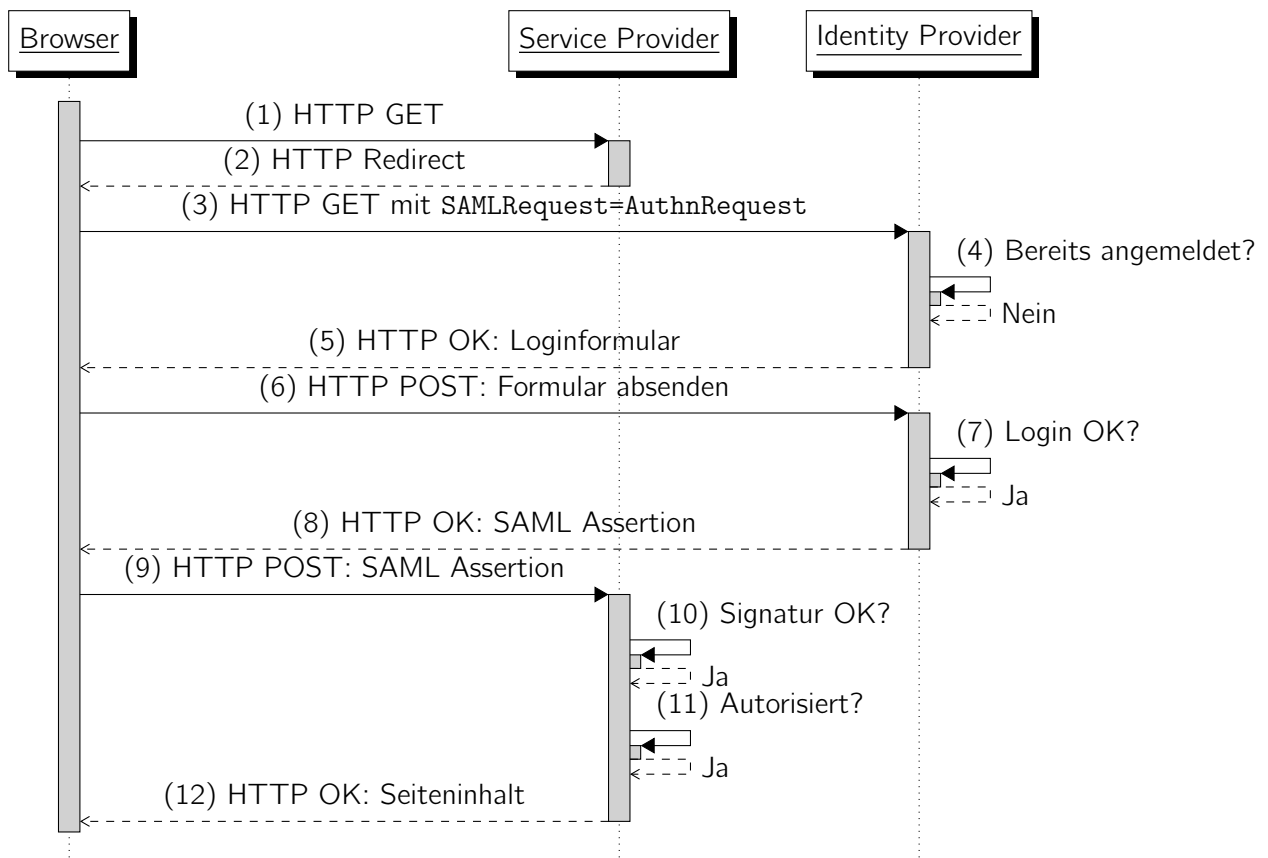 Browser
Service Provider
Identity Provider
(1) HTTP GET
(2) HTTP Redirect
(3) HTTP GET mit SAMLRequest=AuthnRequest
(4) Bereits angemeldet?
Nein
(5) HTTP OK: Loginformular
(6) HTTP POST: Formular absenden
(7) Login OK?
Ja
(8) HTTP OK: SAML Assertion
(9) HTTP POST: SAML Assertion
(10) Signatur OK?
Ja
(11) Autorisiert?
Ja
(12) HTTP OK: Seiteninhalt